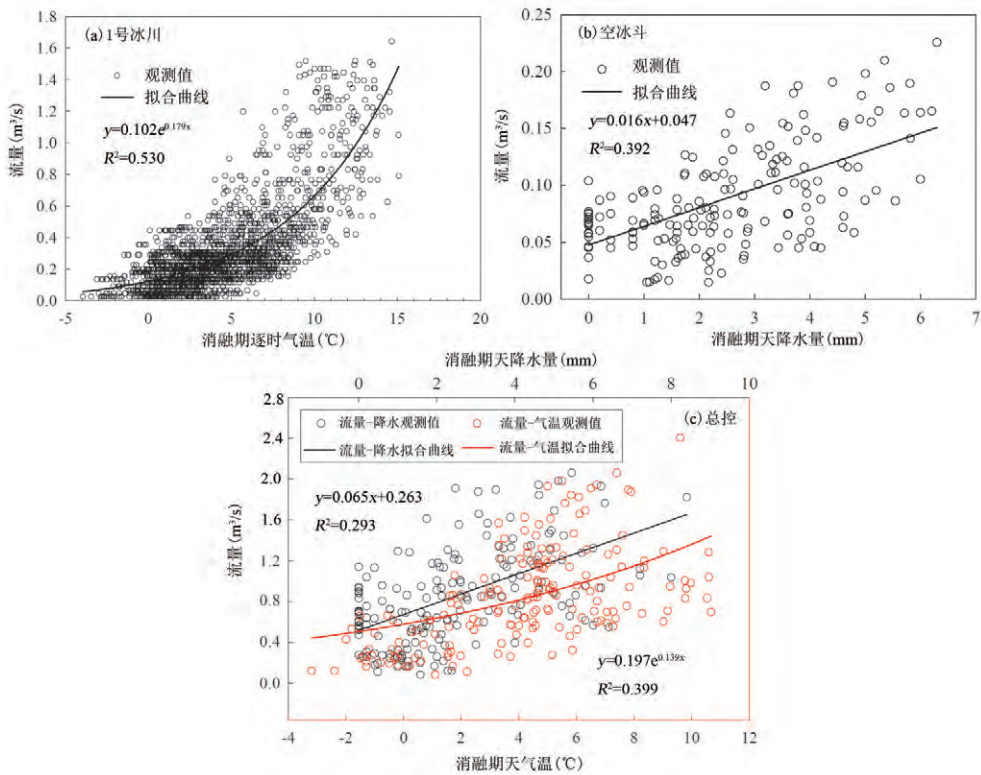 (a) 1号冰川
观测值
拟合曲线
y=0.102e^0.179x
R²=0.530
流量(m³/s)
1.8
1.6
1.4
1.2
1.0
0.8
0.6
0.4
0.2
0.0
-5 0 5 10 15 20
消融期逐时气温(℃)
(b) 空冰斗
观测值
拟合曲线
y=0.016x+0.047
R²=0.392
流量(m³/s)
0.25
0.20
0.15
0.10
0.05
0.00
0 1 2 3 4 5 6 7
消融期天降水量(mm)
消融期天降水量(mm)
0 2 4 6 8 10
(c) 总控
流量-降水观测值 流量-气温观测值
流量-降水拟合曲线 流量-气温拟合曲线
y=0.065x+0.263
R²=0.293
y=0.197e^0.139x
R²=0.399
流量(m³/s)
2.8
2.4
2.0
1.6
1.2
0.8
0.4
0.0
-4 -2 0 2 4 6 8 10 12
消融期天气温(℃)